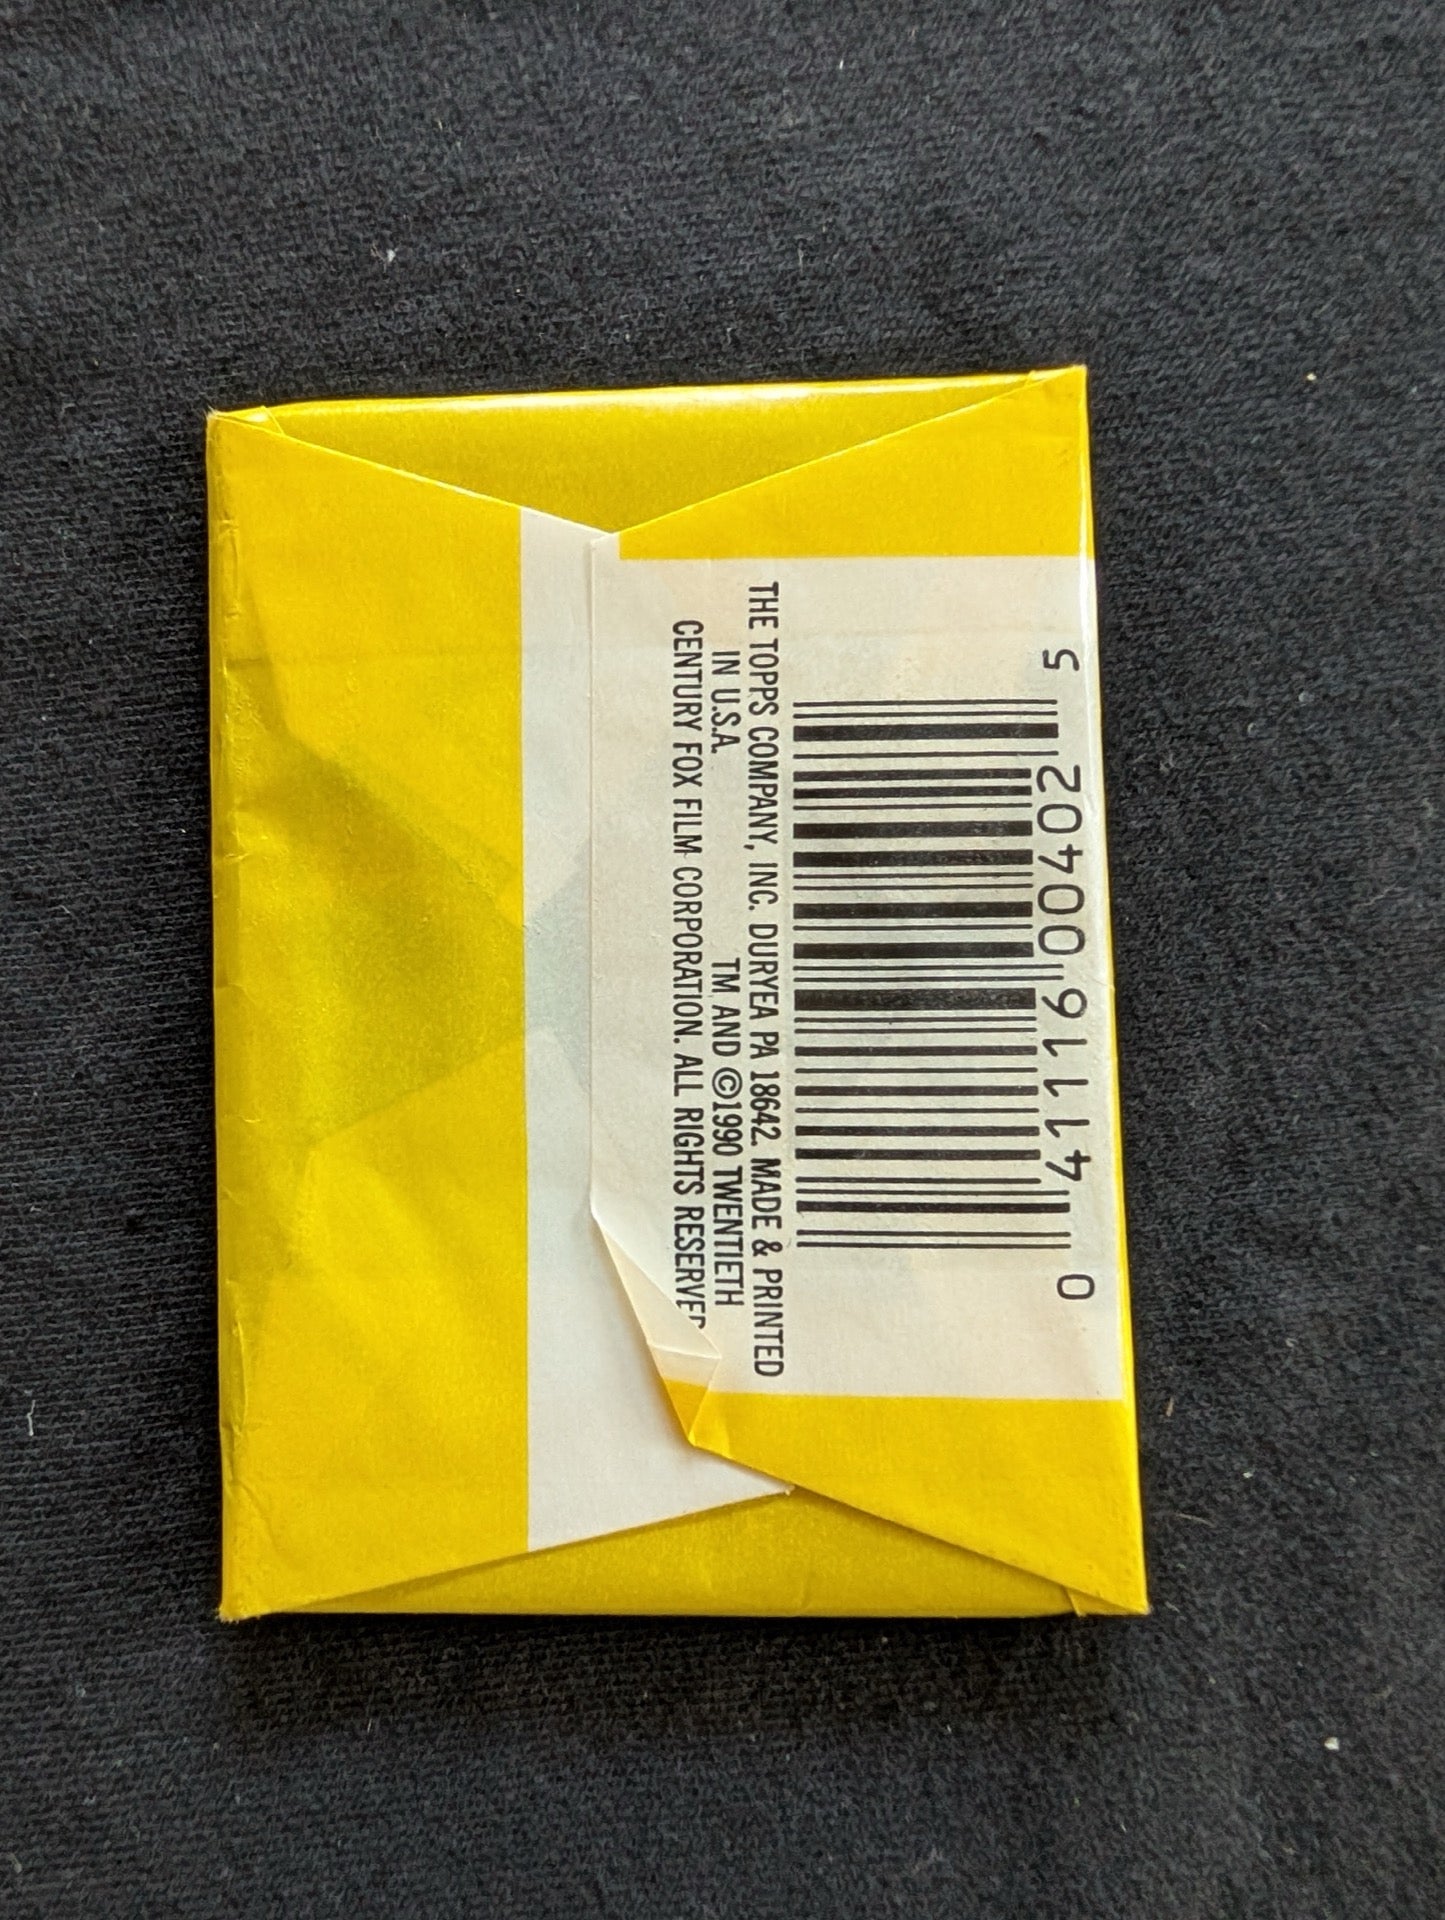 0 41116 00402 5
THE TOPPS COMPANY, INC. DURYEA PA 18642. MADE & PRINTED
IN U.S.A. TM AND ©1990 TWENTIETH
CENTURY FOX FILM CORPORATION. ALL RIGHTS RESERVED